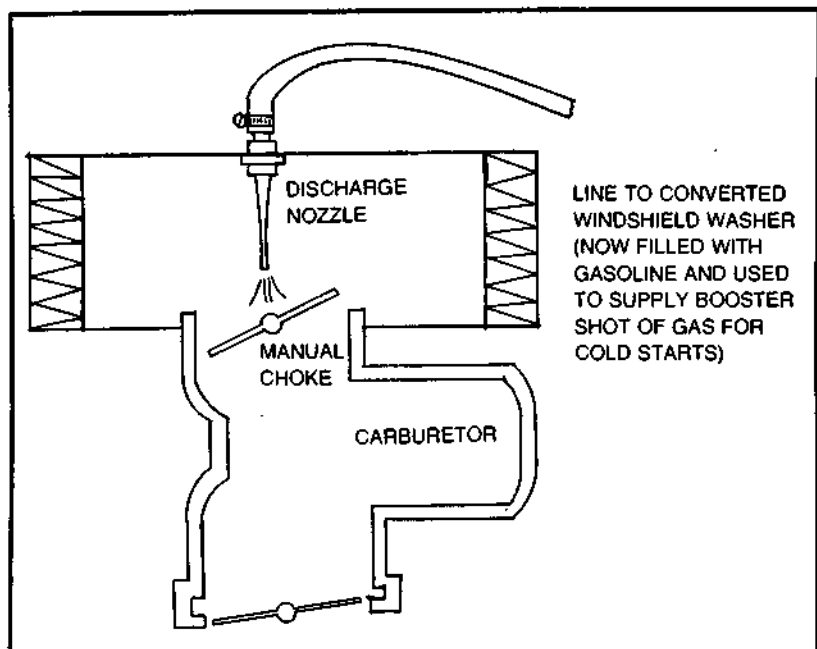 DISCHARGE
NOZZLE
LINE TO CONVERTED
WINDSHIELD WASHER
(NOW FILLED WITH
GASOLINE AND USED
TO SUPPLY BOOSTER
SHOT OF GAS FOR
COLD STARTS)
MANUAL
CHOKE
CARBURETOR